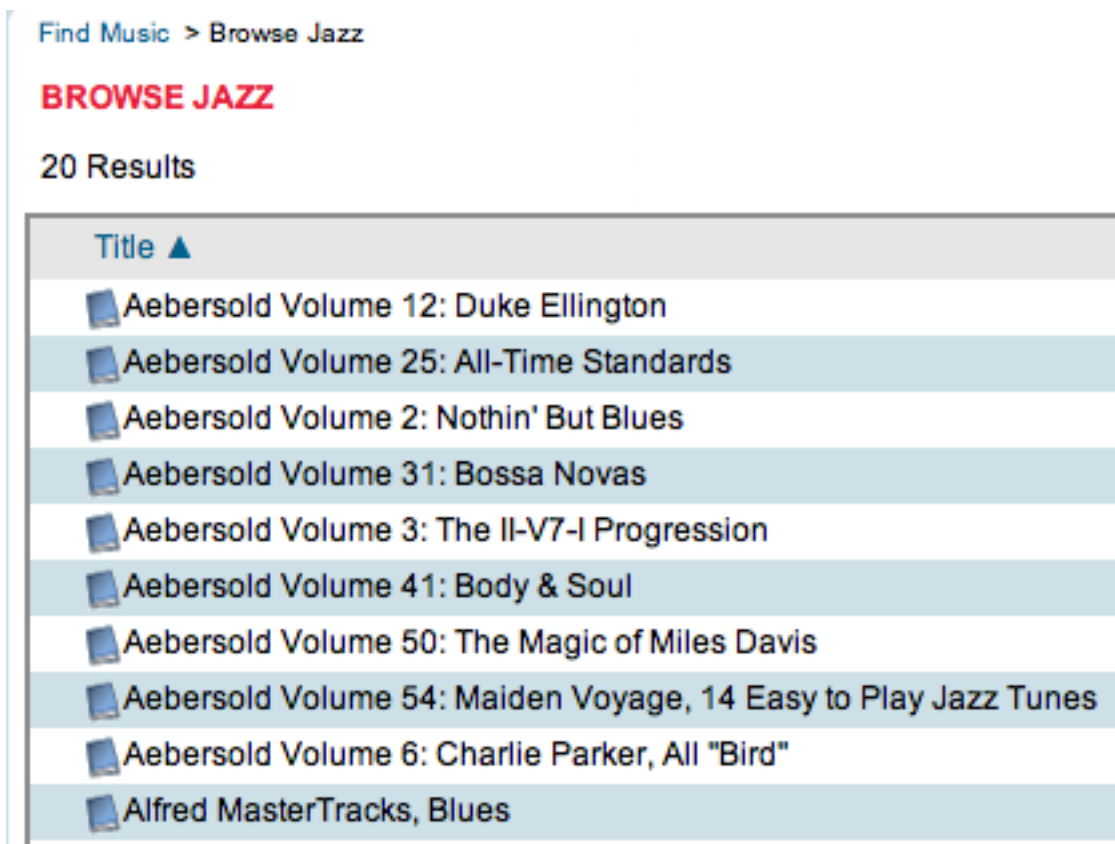 Find Music > Browse Jazz
BROWSE JAZZ
20 Results
Title ▲
Aebersold Volume 12: Duke Ellington
Aebersold Volume 25: All-Time Standards
Aebersold Volume 2: Nothin' But Blues
Aebersold Volume 31: Bossa Novas
Aebersold Volume 3: The II-V7-I Progression
Aebersold Volume 41: Body & Soul
Aebersold Volume 50: The Magic of Miles Davis
Aebersold Volume 54: Maiden Voyage, 14 Easy to Play Jazz Tunes
Aebersold Volume 6: Charlie Parker, All "Bird"
Alfred MasterTracks, Blues